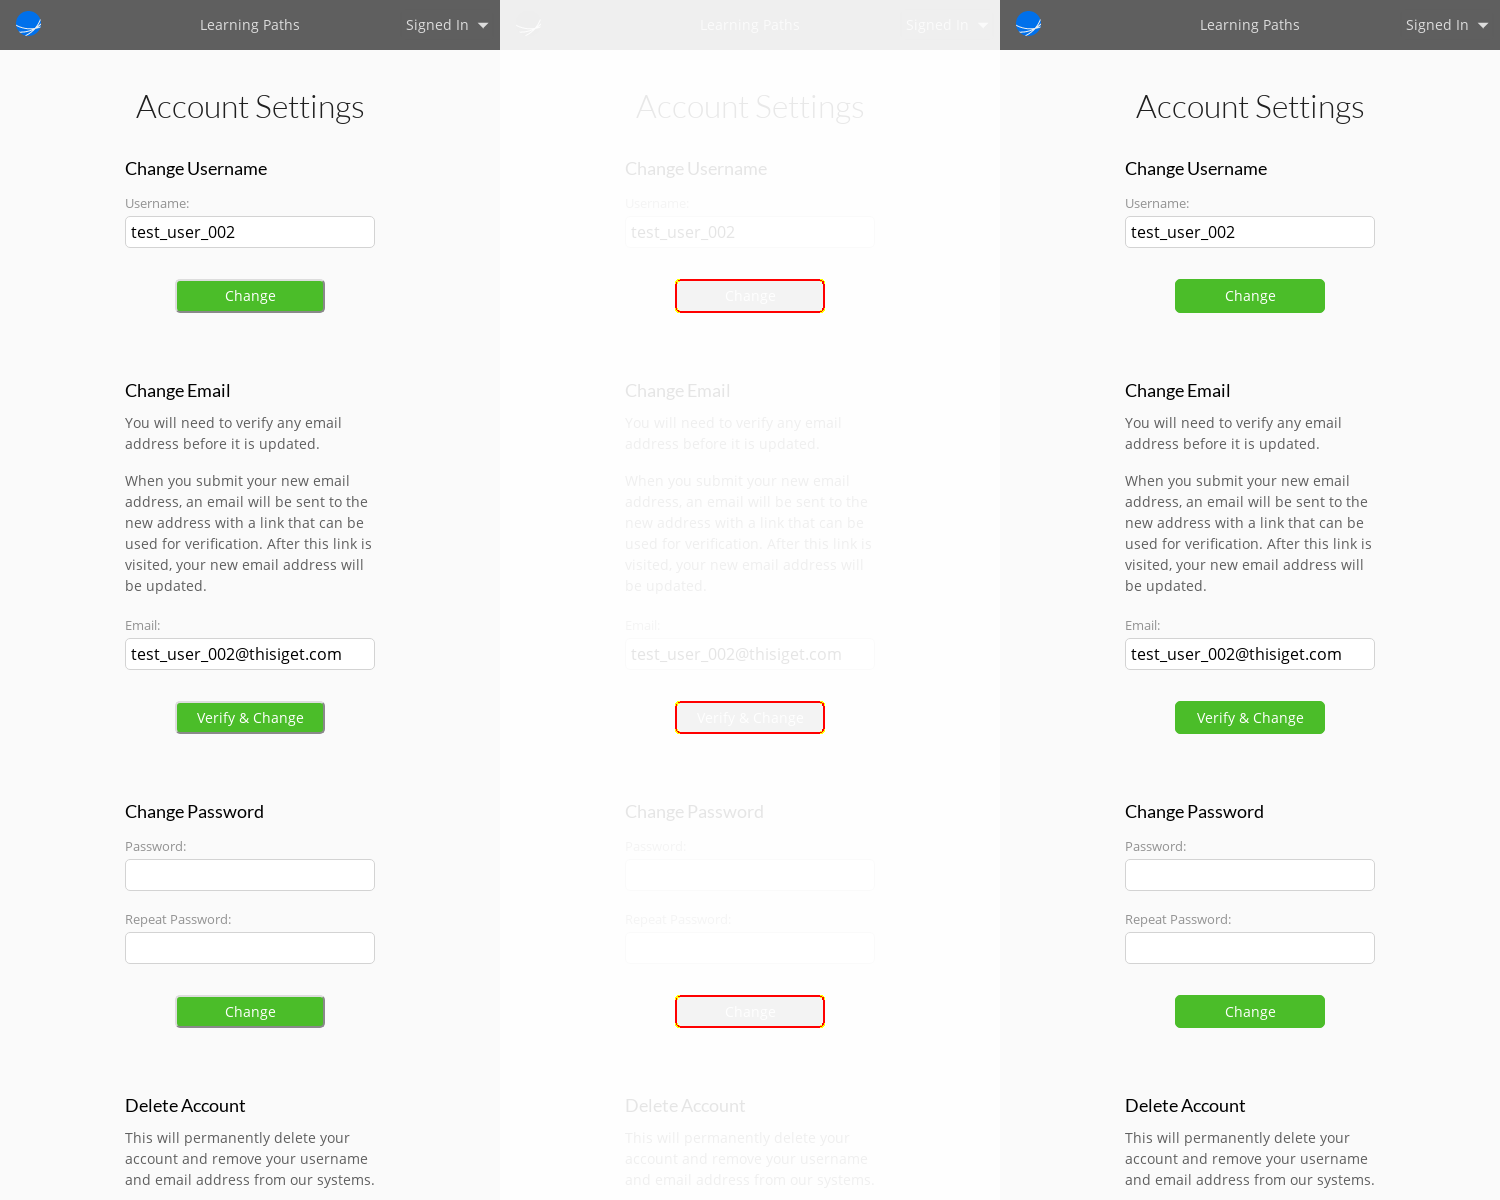 Learning Paths
Signed In
Account Settings
Change Username
Username:
test_user_002
Change
Change Email
You will need to verify any email
address before it is updated.
When you submit your new email
address, an email will be sent to the
new address with a link that can be
used for verification. After this link is
visited, your new email address will
be updated.
Email:
test_user_002@thisiget.com
Verify & Change
Change Password
Password:
Repeat Password:
Change
Delete Account
This will permanently delete your
account and remove your username
and email address from our systems.
Learning Paths
Signed In
Account Settings
Change Username
Username:
test_user_002
Change
Change Email
You will need to verify any email
address before it is updated.
When you submit your new email
address, an email will be sent to the
new address with a link that can be
used for verification. After this link is
visited, your new email address will
be updated.
Email:
test_user_002@thisiget.com
Verify & Change
Change Password
Password:
Repeat Password:
Change
Delete Account
This will permanently delete your
account and remove your username
and email address from our systems.
Learning Paths
Signed In
Account Settings
Change Username
Username:
test_user_002
Change
Change Email
You will need to verify any email
address before it is updated.
When you submit your new email
address, an email will be sent to the
new address with a link that can be
used for verification. After this link is
visited, your new email address will
be updated.
Email:
test_user_002@thisiget.com
Verify & Change
Change Password
Password:
Repeat Password:
Change
Delete Account
This will permanently delete your
account and remove your username
and email address from our systems.